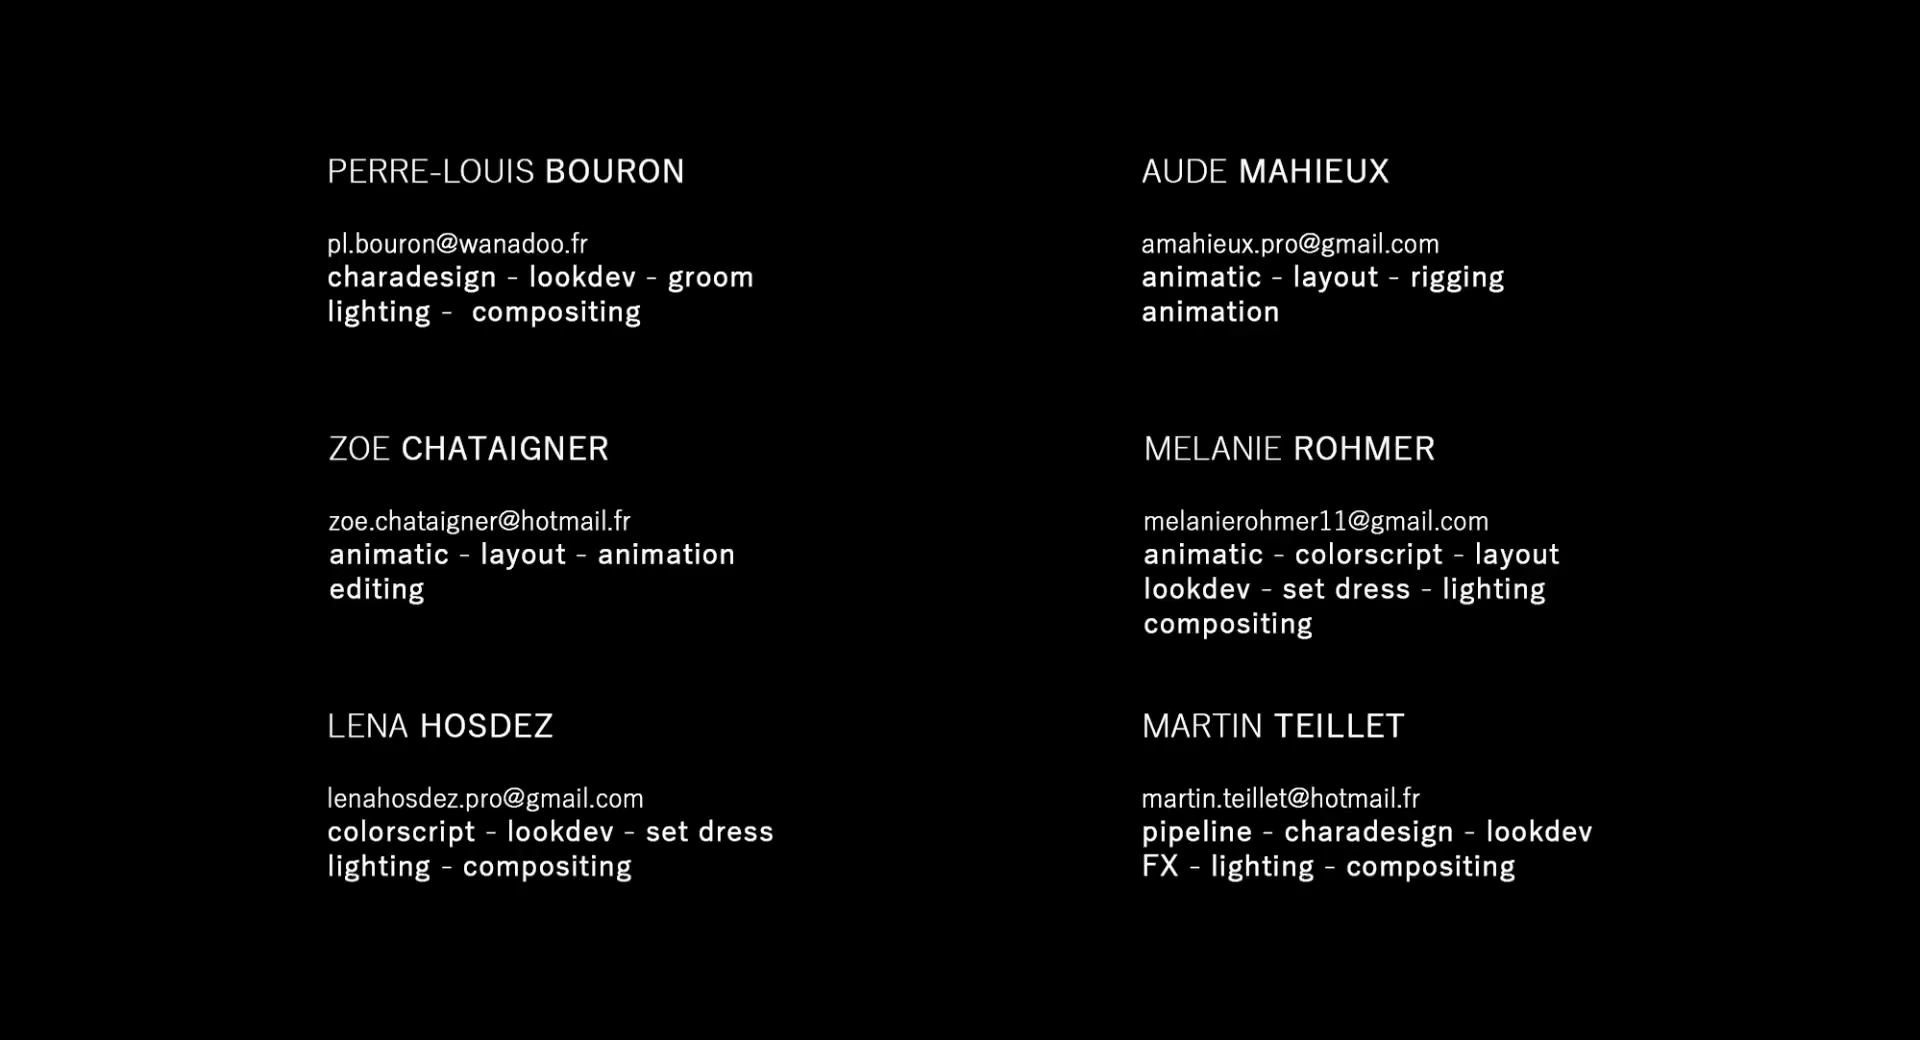 PERRE-LOUIS BOURON
pl.bouron@wanadoo.fr
charadesign - lookdev - groom
lighting - compositing
AUDE MAHIEUX
amahieux.pro@gmail.com
animatic - layout - rigging
animation
ZOE CHATAIGNER
zoe.chataigner@hotmail.fr
animatic - layout - animation
editing
MELANIE ROHMER
melanierohmer11@gmail.com
animatic - colorscript - layout
lookdev - set dress - lighting
compositing
LENA HOSDEZ
lenahosdez.pro@gmail.com
colorscript - lookdev - set dress
lighting - compositing
MARTIN TEILLET
martin.teillet@hotmail.fr
pipeline - charadesign - lookdev
FX - lighting - compositing